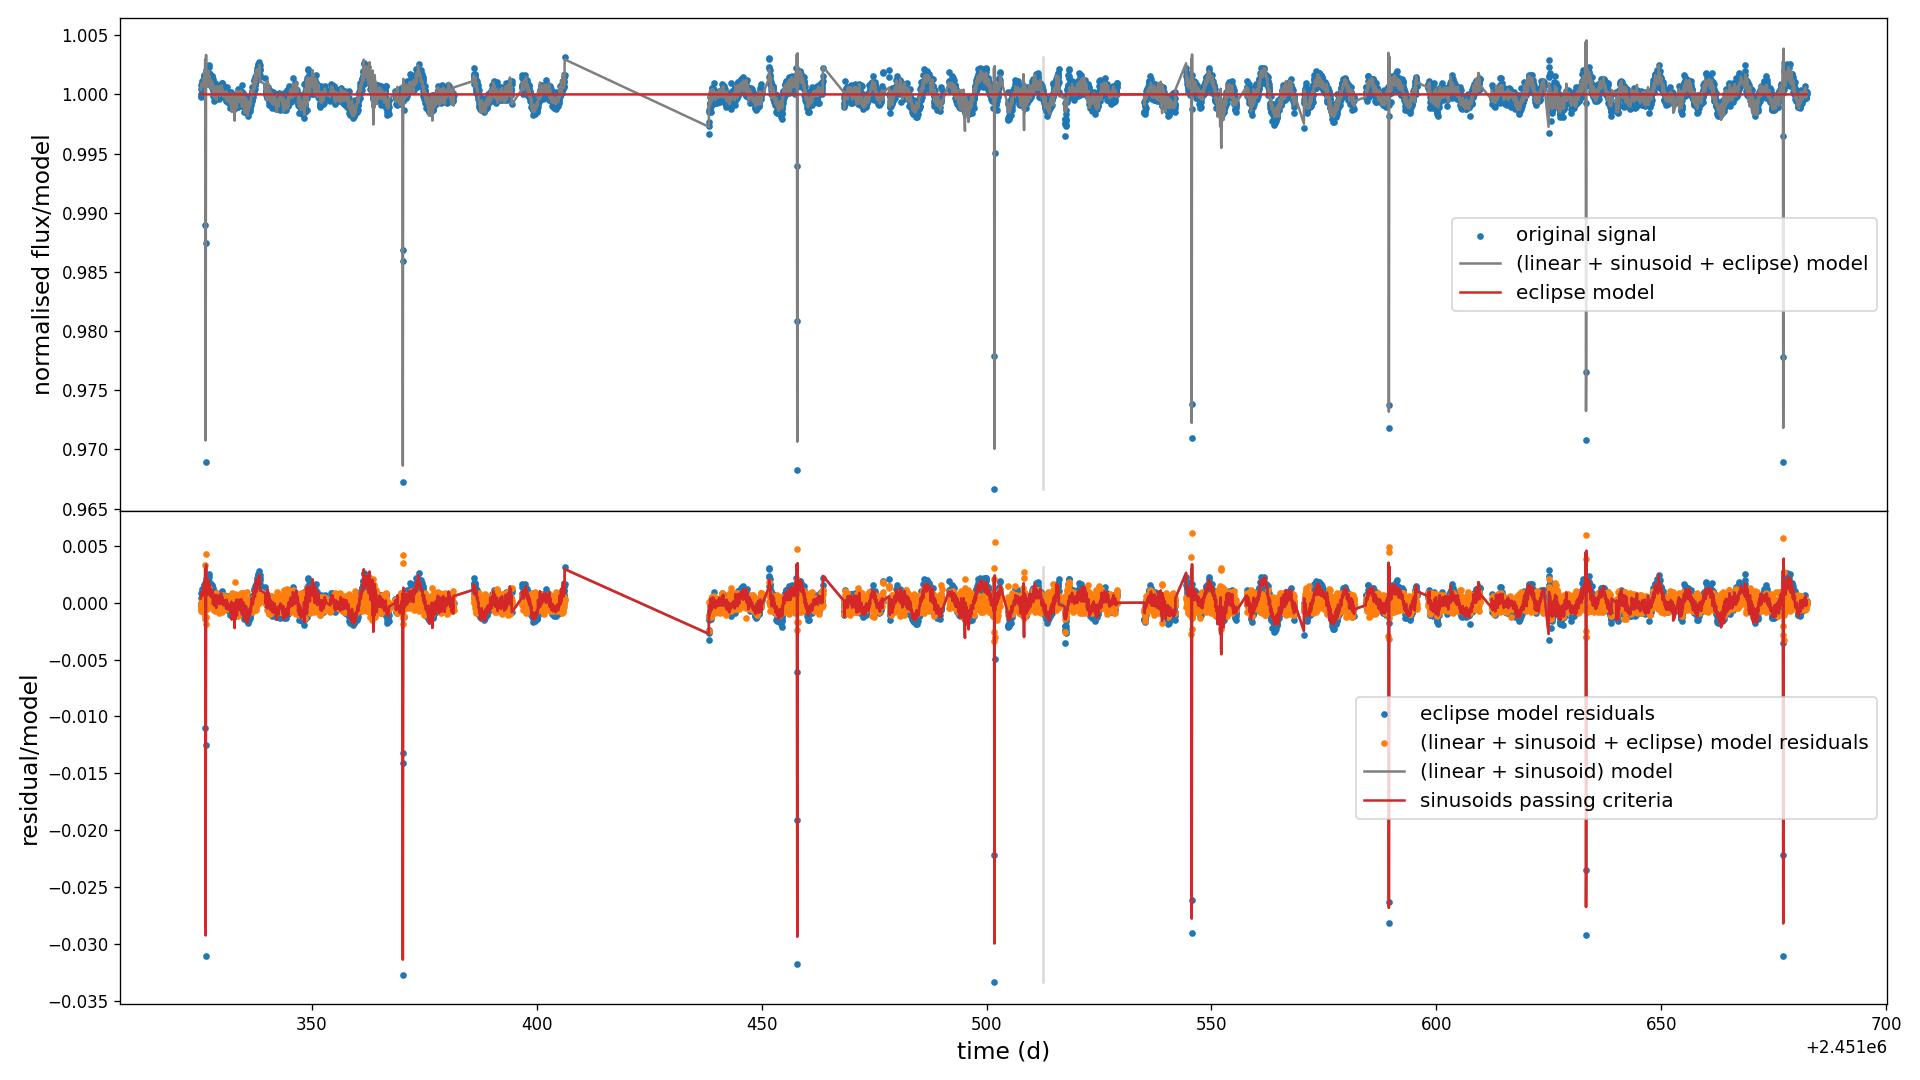 1.005
1.000
0.995
0.990
0.985
0.980
0.975
0.970
0.965
normalised flux/model
original signal
(linear + sinusoid + eclipse) model
eclipse model
0.005
0.000
−0.005
−0.010
−0.015
−0.020
−0.025
−0.030
−0.035
residual/model
eclipse model residuals
(linear + sinusoid + eclipse) model residuals
(linear + sinusoid) model
sinusoids passing criteria
350 400 450 500 550 600 650 700
time (d)
+2.451e6